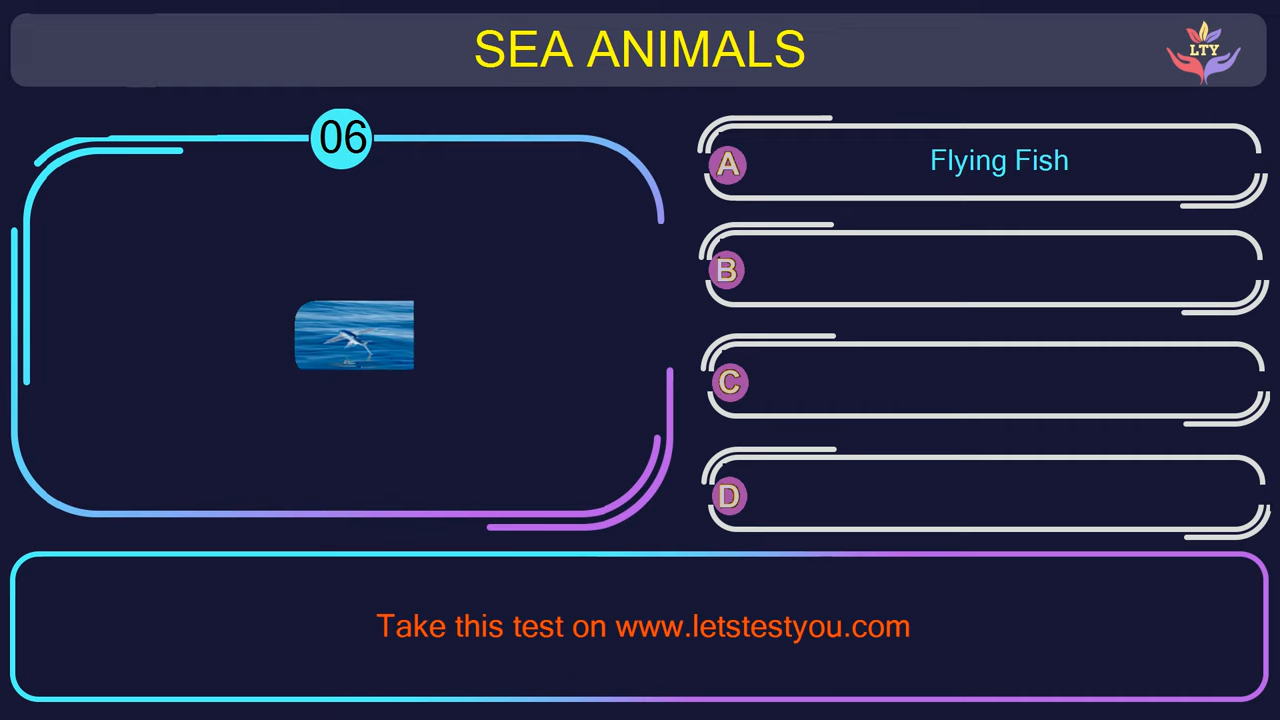 SEA ANIMALS
LTY
06
A
Flying Fish
B
C
D
Take this test on www.letstestyou.com